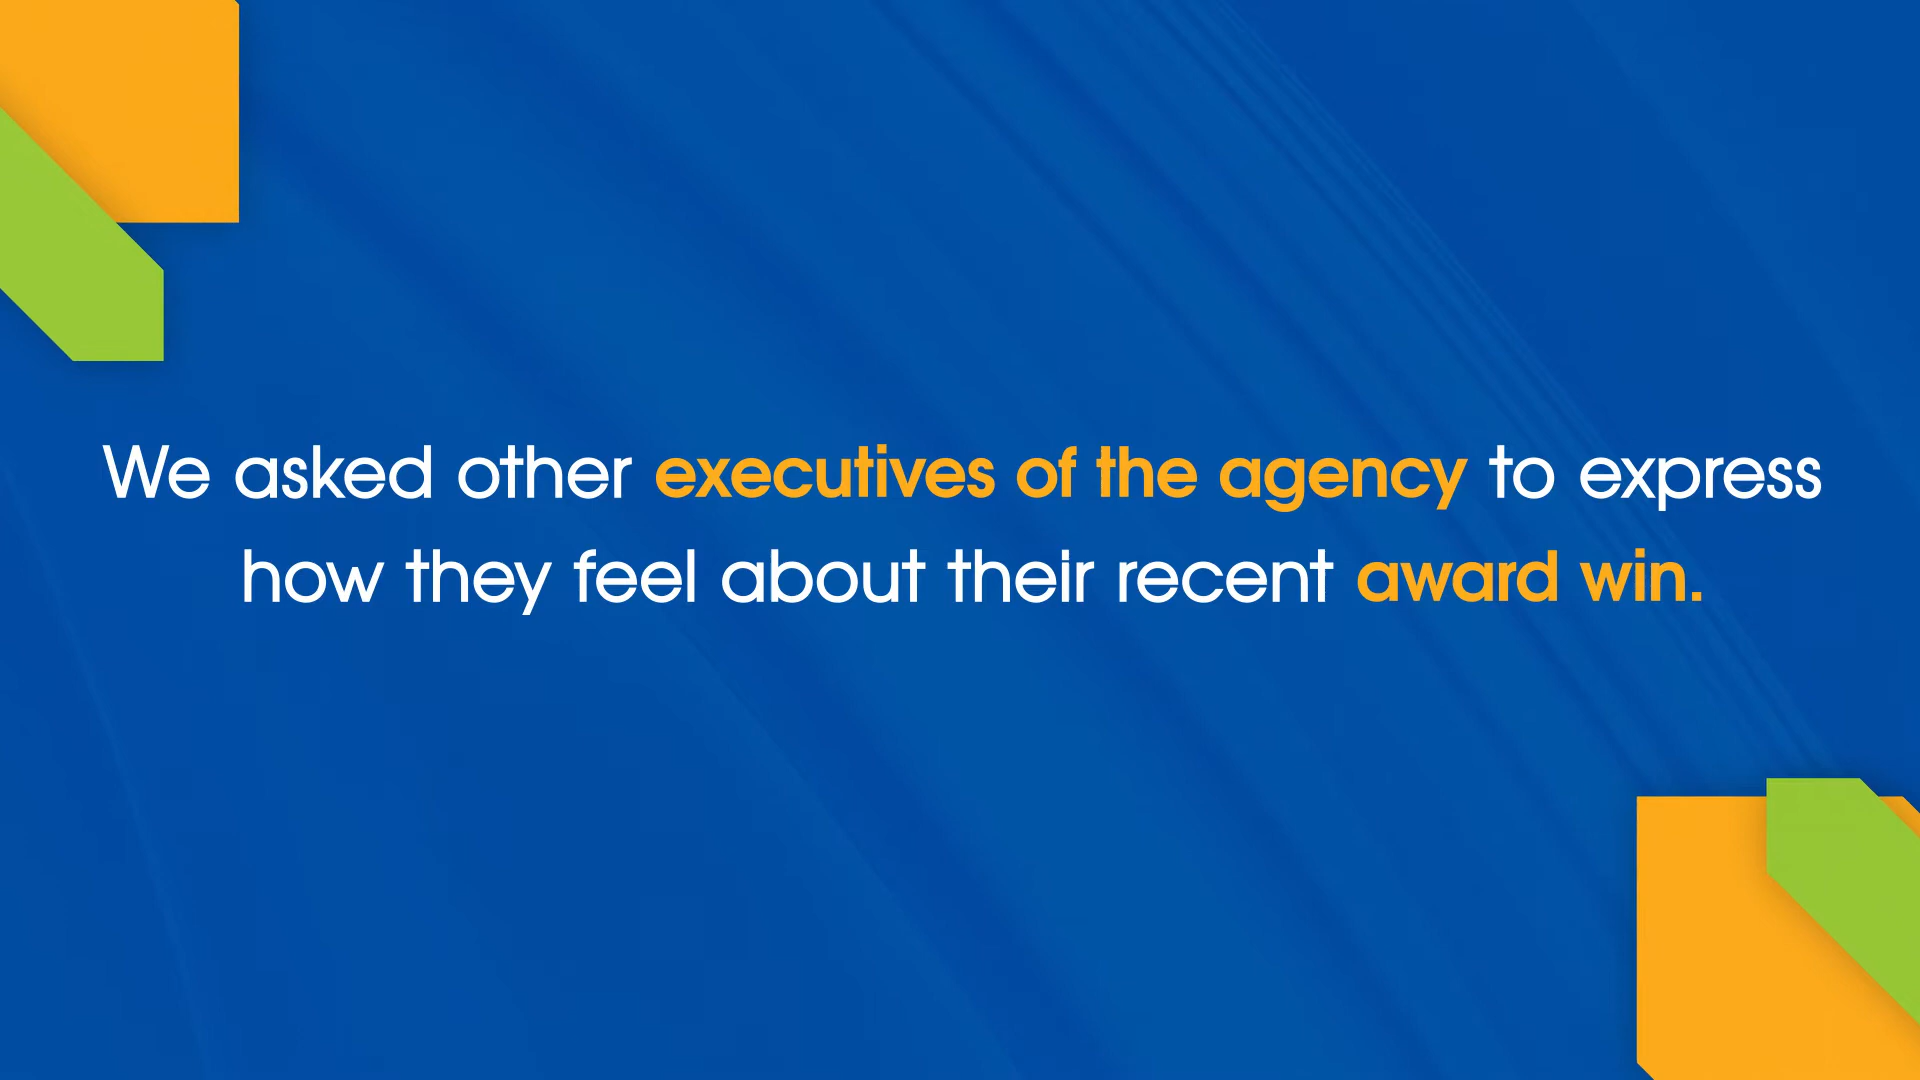 We asked other executives of the agency to express
how they feel about their recent award win.